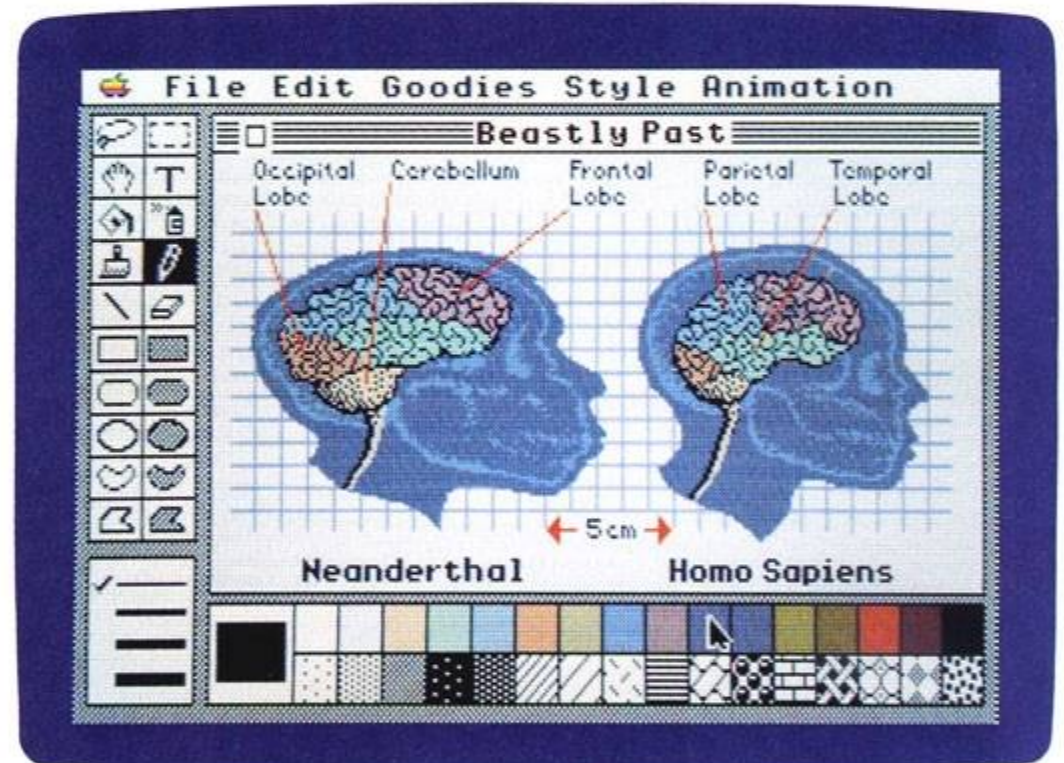 File Edit Goodies Style Animation
Beastly Past
Occipital Lobe
Cerebellum
Frontal Lobe
Parietal Lobe
Temporal Lobe
T
5cm
Neanderthal
Homo Sapiens